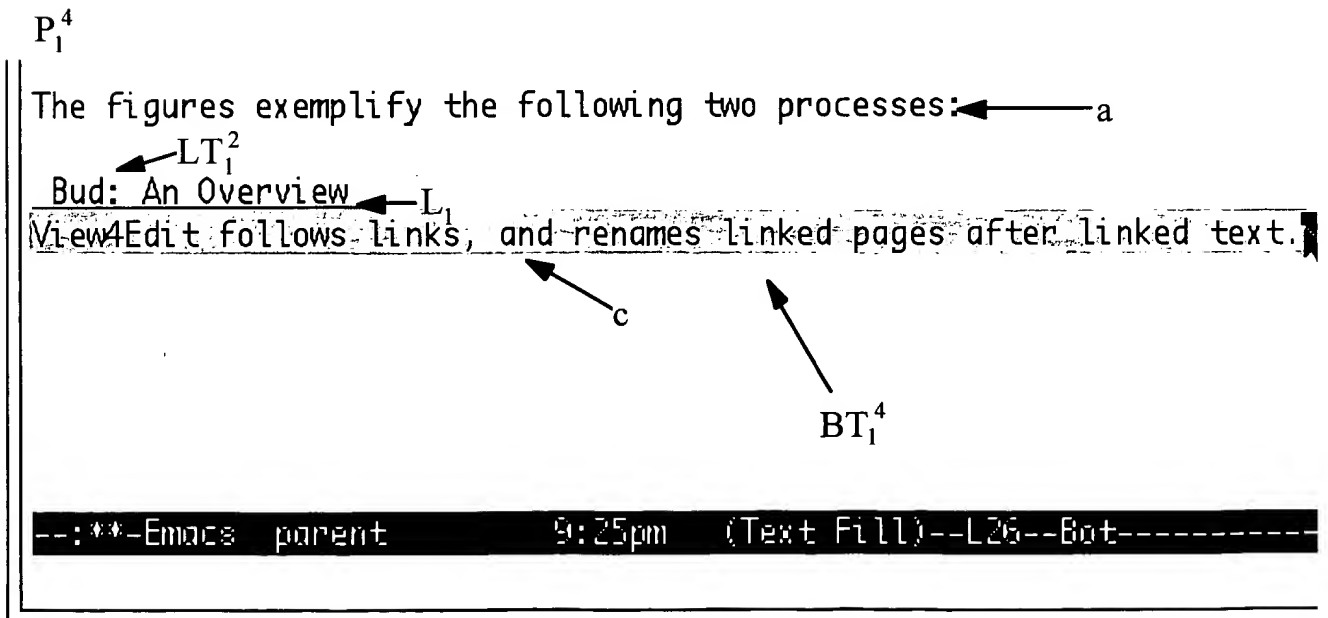 P₁⁴
The figures exemplify the following two processes: a
LT₁²
Bud: An Overview L₁
View4Edit follows links, and renames linked pages after linked text.
c
BT₁⁴
--:**-Emacs parent 9:25pm (Text Fill)--L26--Bot-----------